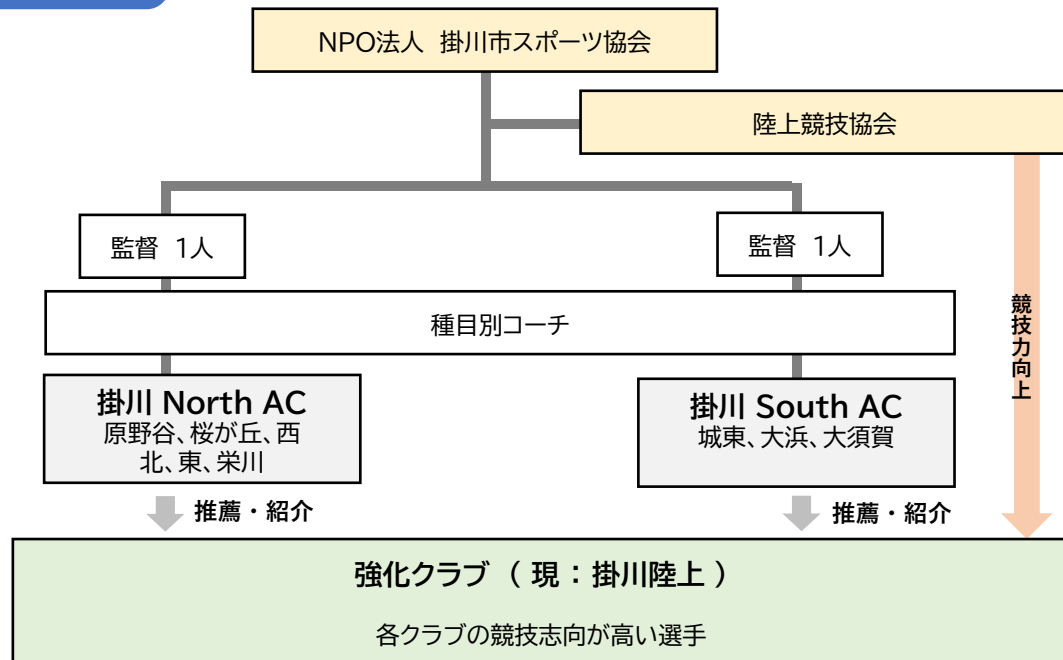 NPO法人 掛川市スポーツ協会
陸上競技協会
監督 1人
監督 1人
種目別コーチ
競技力向上
掛川 North AC
原野谷、桜が丘、西
北、東、栄川
掛川 South AC
城東、大浜、大須賀
推薦・紹介
推薦・紹介
強化クラブ（ 現：掛川陸上 ）
各クラブの競技志向が高い選手